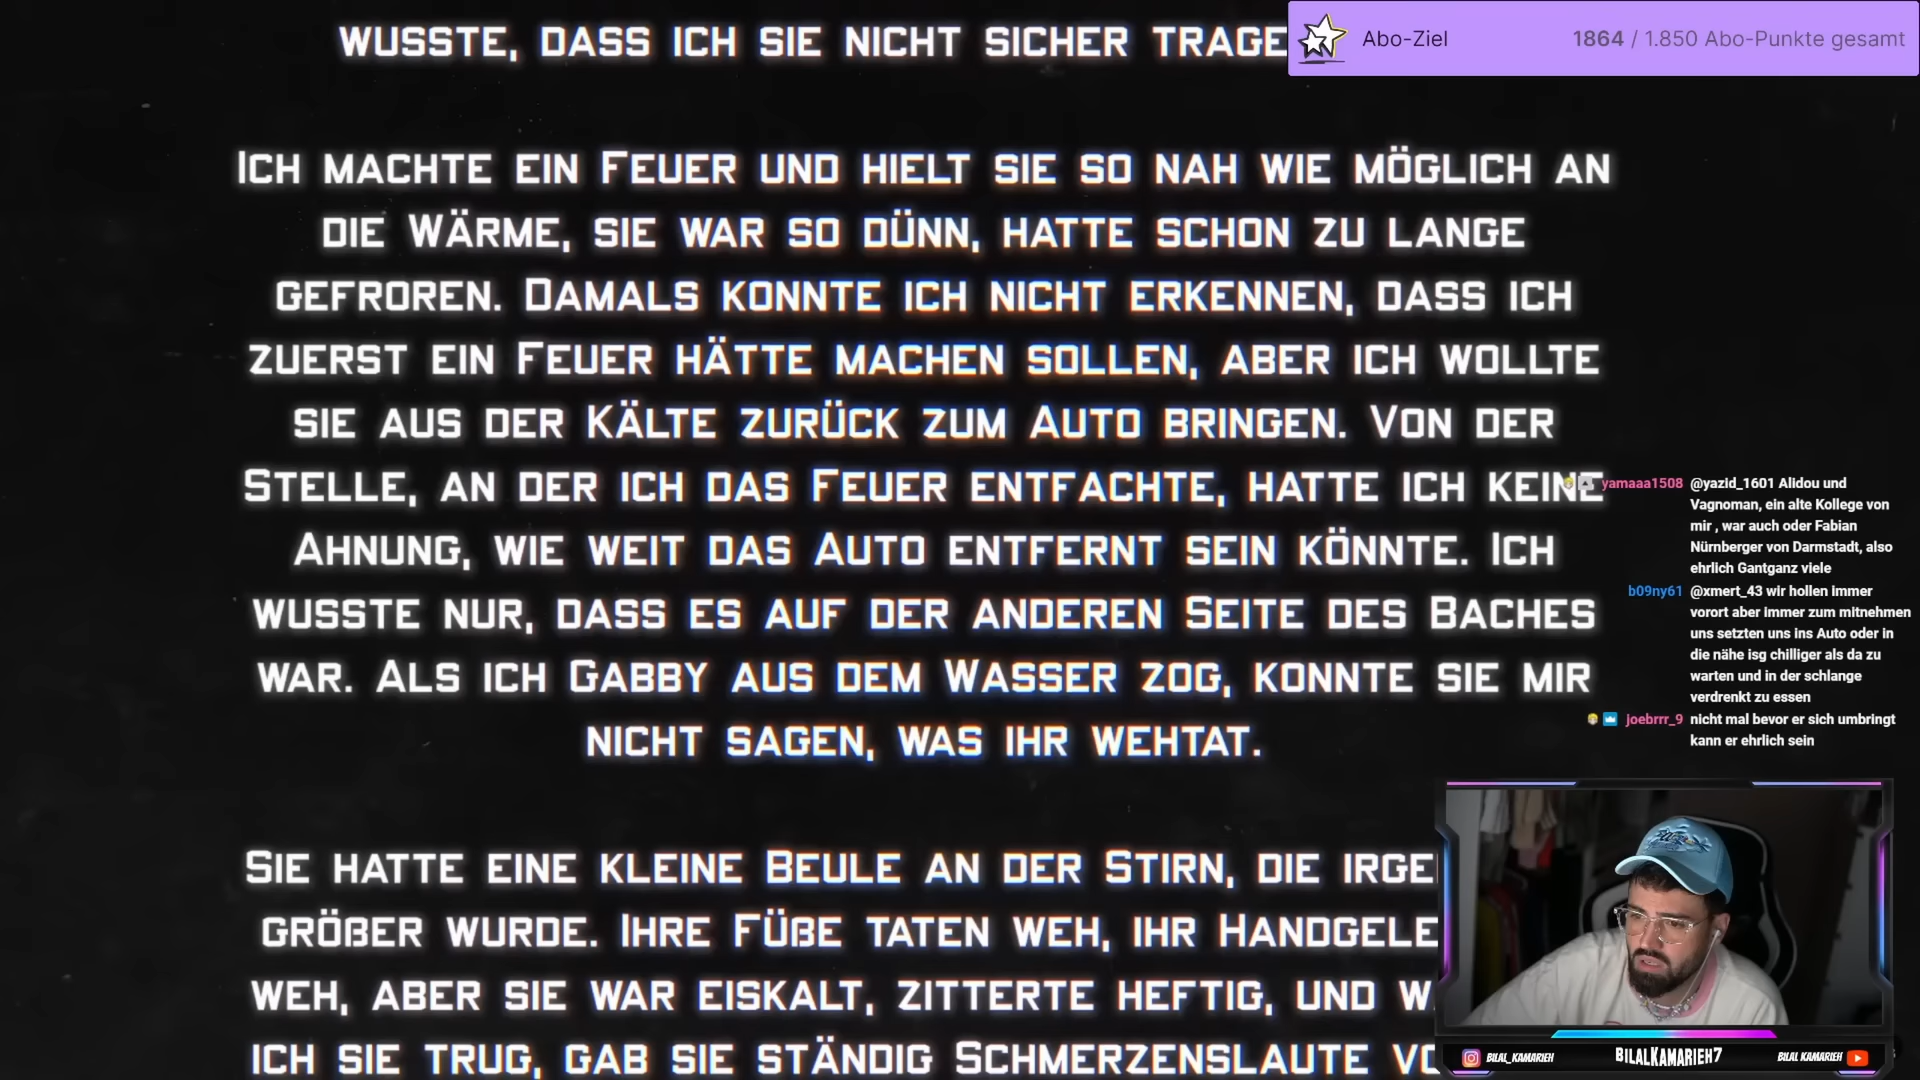 WUSSTE, DASS ICH SIE NICHT SICHER TRAGE
Abo-Ziel
1864 / 1.850 Abo-Punkte gesamt
ICH MACHTE EIN FEUER UND HIELT SIE SO NAH WIE MÖGLICH AN
DIE WÄRME, SIE WAR SO DÜNN, HATTE SCHON ZU LANGE
GEFROREN. DAMALS KONNTE ICH NICHT ERKENNEN, DASS ICH
ZUERST EIN FEUER HÄTTE MACHEN SOLLEN, ABER ICH WOLLTE
SIE AUS DER KÄLTE ZURÜCK ZUM AUTO BRINGEN. VON DER
STELLE, AN DER ICH DAS FEUER ENTFACHTE, HATTE ICH KEINE
AHNUNG, WIE WEIT DAS AUTO ENTFERNT SEIN KÖNNTE. ICH
WUSSTE NUR, DASS ES AUF DER ANDEREN SEITE DES BACHES
WAR. ALS ICH GABBY AUS DEM WASSER ZOG, KONNTE SIE MIR
NICHT SAGEN, WAS IHR WEHTAT.
SIE HATTE EINE KLEINE BEULE AN DER STIRN, DIE IRGE
GRÖßER WURDE. IHRE FÜßE TATEN WEH, IHR HANDGELE
WEH, ABER SIE WAR EISKALT, ZITTERTE HEFTIG, UND W
ICH SIE TRUG, GAB SIE STÄNDIG SCHMERZENSLAUTE VO
yamaaa1508 @yazid_1601 Alidou und
Vagnoman, ein alte Kollege von
mir , war auch oder Fabian
Nürnberger von Darmstadt, also
ehrlich Gantganz viele
b09ny61 @xmert_43 wir hollen immer
vorort aber immer zum mitnehmen
uns setzten uns ins Auto oder in
die nähe isg chilliger als da zu
warten und in der schlange
verdrenkt zu essen
joebrrr_9 nicht mal bevor er sich umbringt
kann er ehrlich sein
BILAL_KAMARIEH
BILALKAMARIEH7
BILAL KAMARIEH